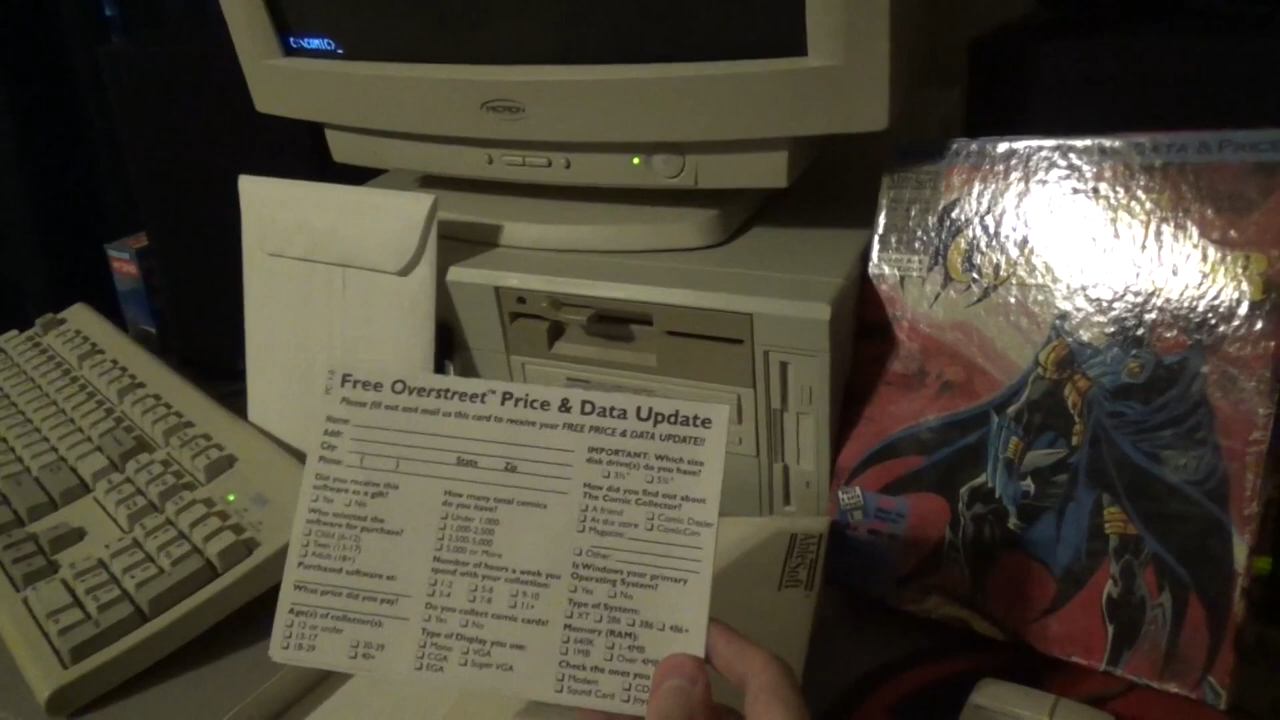 C:\COMIC>_
MICRON
DATA & PRICE
Free Overstreet™ Price & Data Update
Please fill out and mail us this card to receive your FREE PRICE & DATA UPDATE!!
Name:
Addr:
City: State Zip
Phone: ( )
Did you receive this
software as a gift?
❑ Yes ❑ No
Who selected the
software for purchase?
❑ Child (6-12)
❑ Teen (13-17)
❑ Adult (18+)
Purchased software at:
What price did you pay?
Age(s) of collector(s):
❑ 12 or under
❑ 13-17 ❑ 30-39
❑ 18-29 ❑ 40+
How many total comics
do you have?
❑ Under 1,000
❑ 1,000-2,500
❑ 2,500-5,000
❑ 5,000 or More
Number of hours a week you
spend with your collection:
❑ 1-2 ❑ 5-6 ❑ 9-10
❑ 3-4 ❑ 7-8 ❑ 11+
Do you collect comic cards?
❑ Yes ❑ No
Type of Display you use:
❑ Mono ❑ VGA
❑ CGA ❑ Super VGA
❑ EGA
IMPORTANT: Which size
disk drive(s) do you have?
❑ 3½" ❑ 5¼"
How did you find out about
The Comic Collector?
❑ A friend ❑ Comic Dealer
❑ At the store ❑ ComicCon
❑ Magazine:
❑ Other:
Is Windows your primary
Operating System?
❑ Yes ❑ No
Type of System:
❑ XT ❑ 286 ❑ 386 ❑ 486+
Memory (RAM):
❑ 640K ❑ 1-4MB
❑ 1MB ❑ Over 4MB
Check the ones you
❑ Modem ❑ CD
❑ Sound Card ❑ Joys
AbleSoft